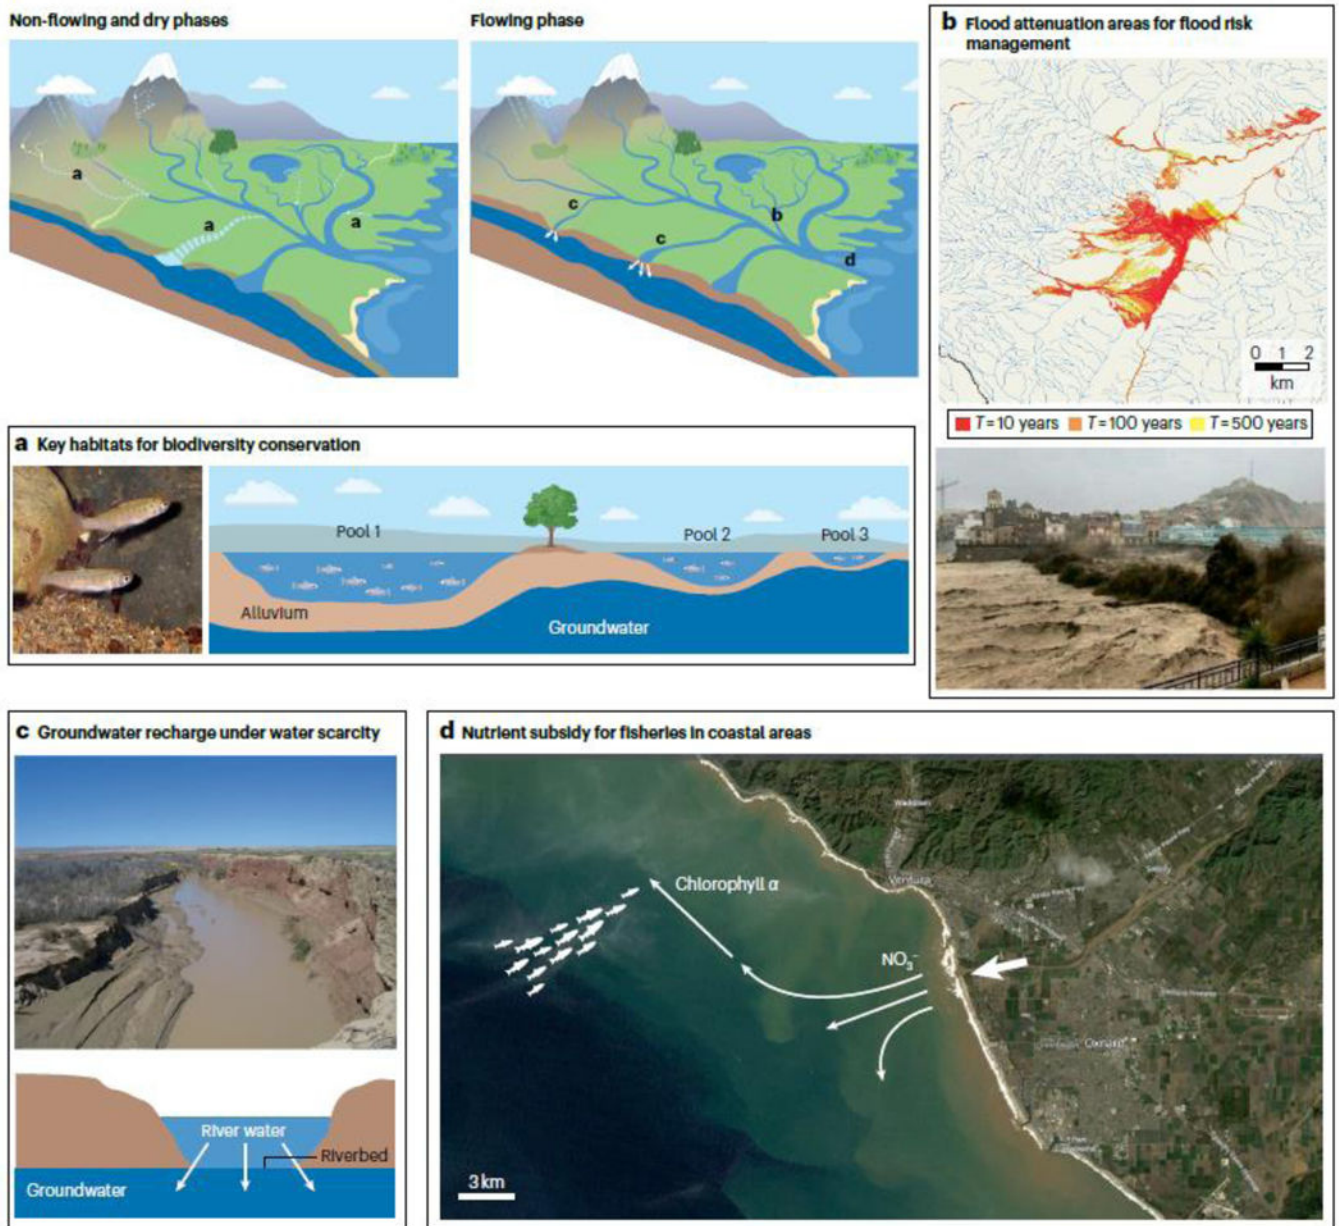 Non-flowing and dry phases
Flowing phase
a
a
a
c
c
b
d
b Flood attenuation areas for flood risk
management
0 1 2
km
T=10 years T=100 years T=500 years
a Key habitats for biodiversity conservation
Pool 1
Pool 2
Pool 3
Alluvium
Groundwater
c Groundwater recharge under water scarcity
River water
Riverbed
Groundwater
d Nutrient subsidy for fisheries in coastal areas
Ventura
Chlorophyll α
NO₃⁻
Oxnard
3 km